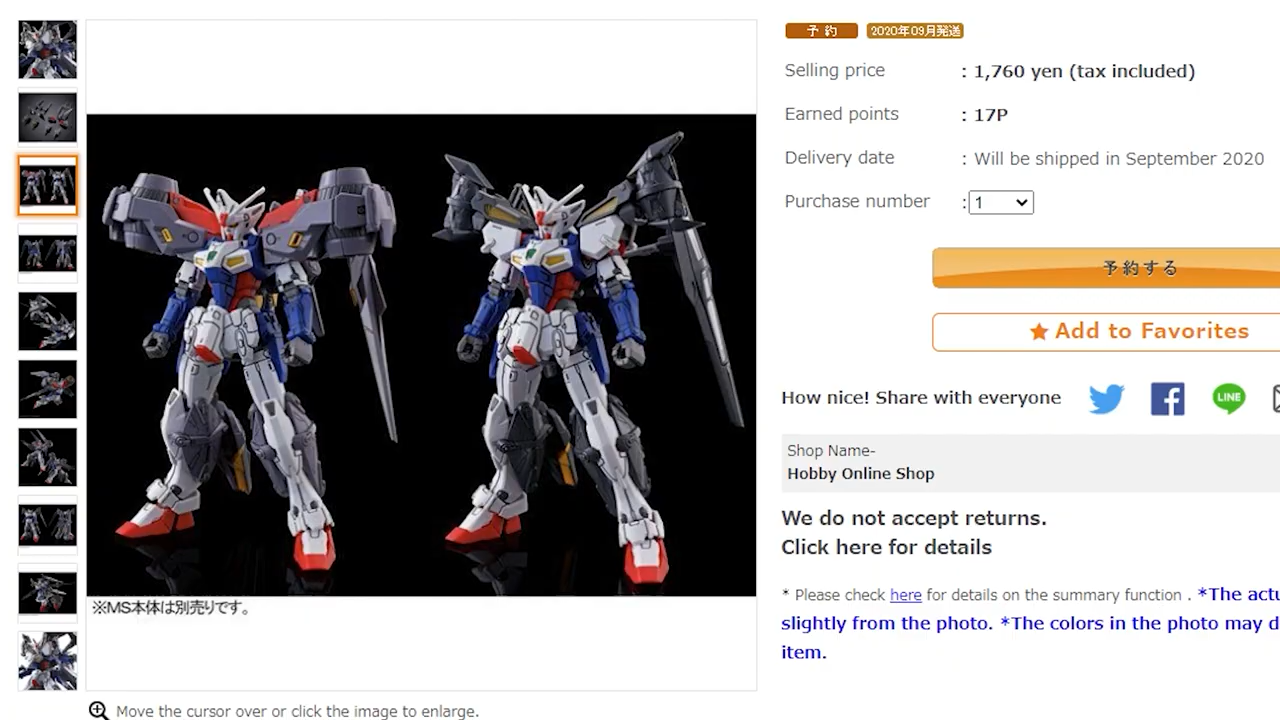 予 約 2020年09月発送
Selling price : 1,760 yen (tax included)
Earned points : 17P
Delivery date : Will be shipped in September 2020
Purchase number : 1
予約する
★ Add to Favorites
How nice! Share with everyone
LINE
Shop Name-
Hobby Online Shop
We do not accept returns.
Click here for details
* Please check here for details on the summary function . *The actu
slightly from the photo. *The colors in the photo may d
item.
※MS本体は別売りです。
Move the cursor over or click the image to enlarge.